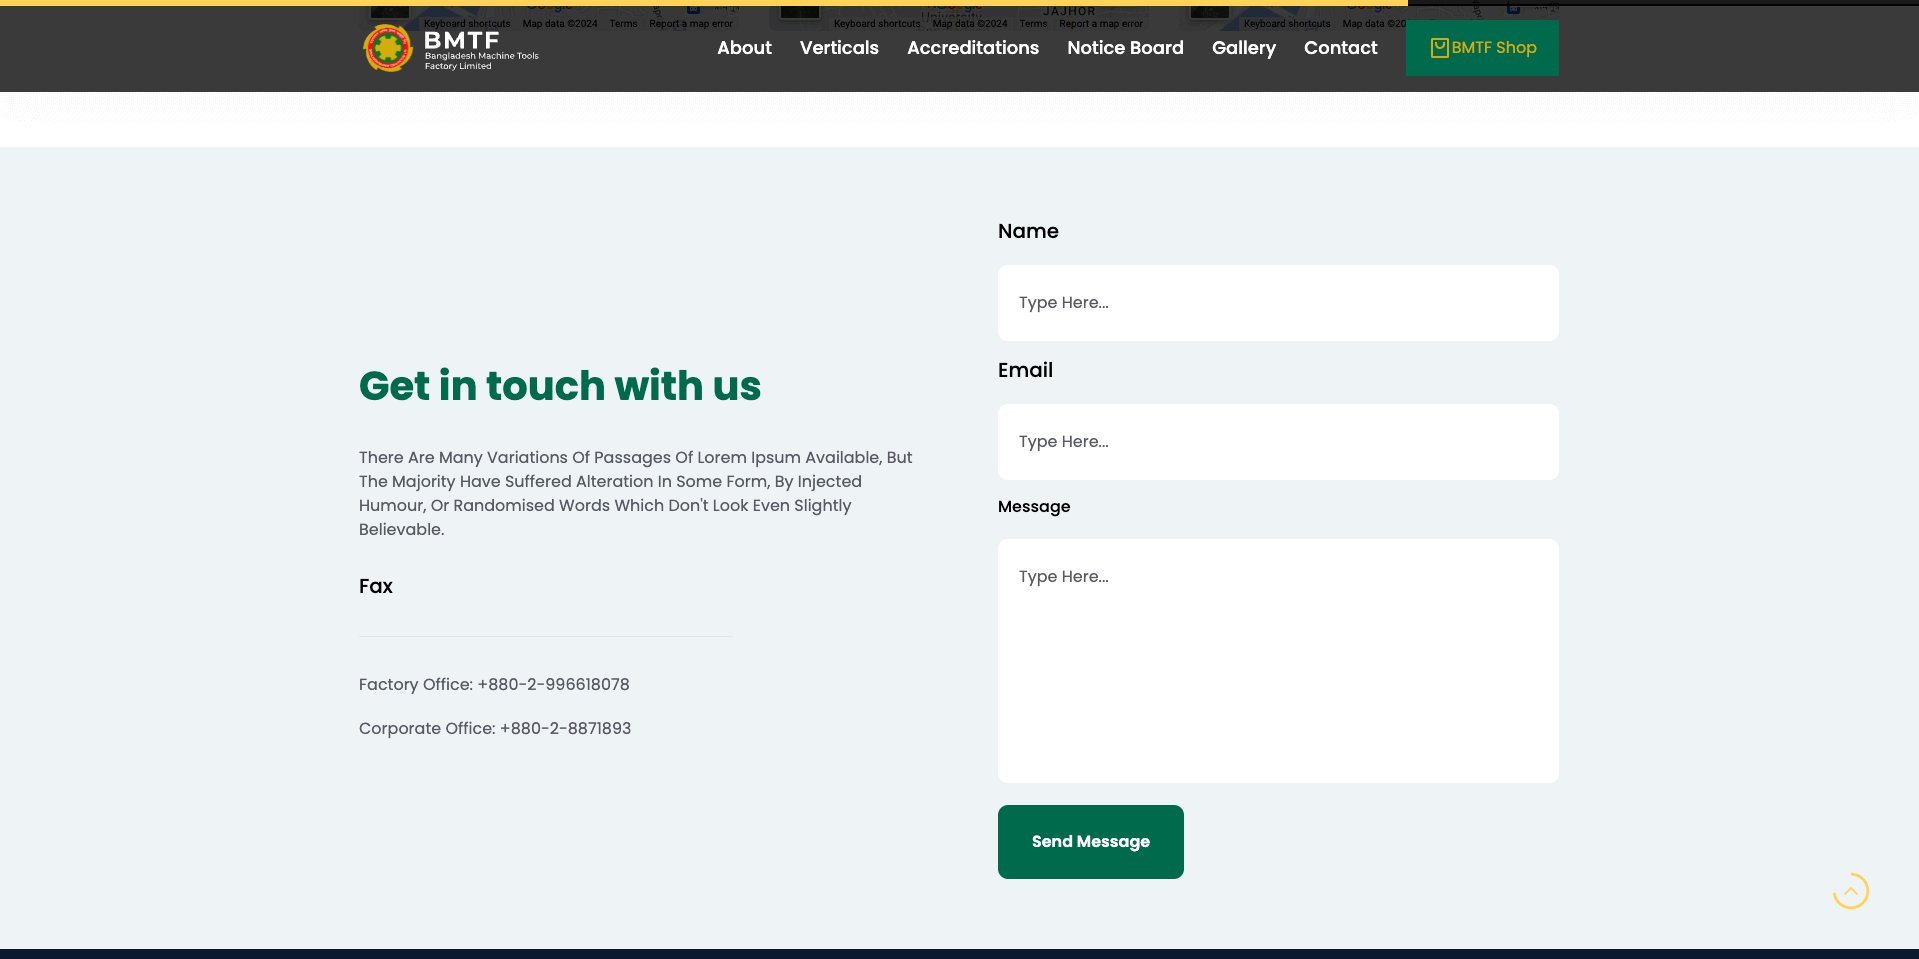 Keyboard shortcuts Map data ©2024 Terms Report a map error
Keyboard shortcuts Map data ©2024 Terms Report a map error
Keyboard shortcuts Map data ©20
JAJHOR
BMTF
Bangladesh Machine Tools
Factory Limited
About
Verticals
Accreditations
Notice Board
Gallery
Contact
BMTF Shop
Get in touch with us
There Are Many Variations Of Passages Of Lorem Ipsum Available, But
The Majority Have Suffered Alteration In Some Form, By Injected
Humour, Or Randomised Words Which Don't Look Even Slightly
Believable.
Fax
Factory Office: +880-2-996618078
Corporate Office: +880-2-8871893
Name
Type Here...
Email
Type Here...
Message
Type Here...
Send Message